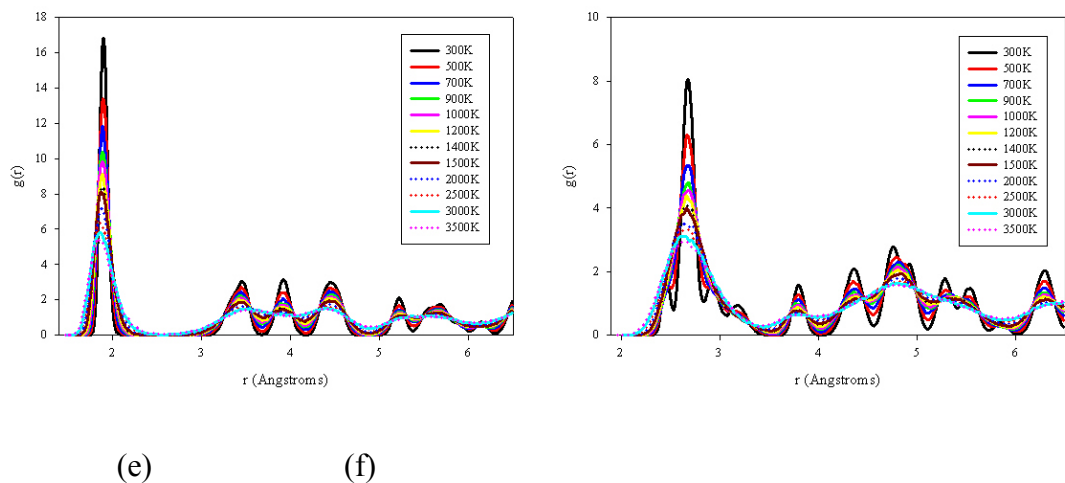 18
16
14
12
10
8
6
4
2
0
g(r)
2
3
4
5
6
r (Angstroms)
300K
500K
700K
900K
1000K
1200K
1400K
1500K
2000K
2500K
3000K
3500K
10
8
6
4
2
0
g(r)
2
3
4
5
6
r (Angstroms)
300K
500K
700K
900K
1000K
1200K
1400K
1500K
2000K
2500K
3000K
3500K
(e) (f)